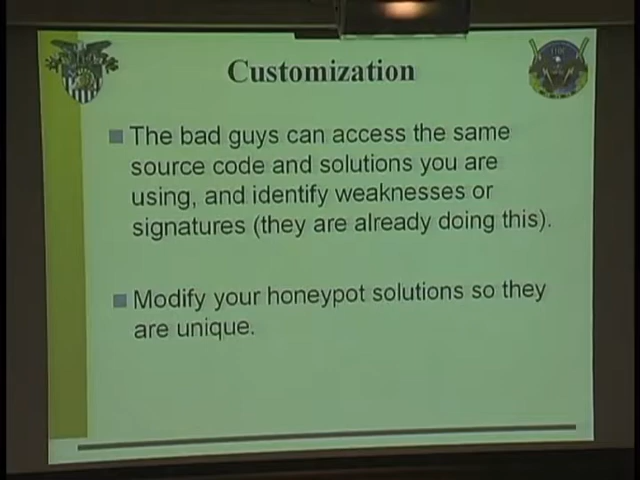 Customization
The bad guys can access the same
source code and solutions you are
using, and identify weaknesses or
signatures (they are already doing this).
Modify your honeypot solutions so they
are unique.